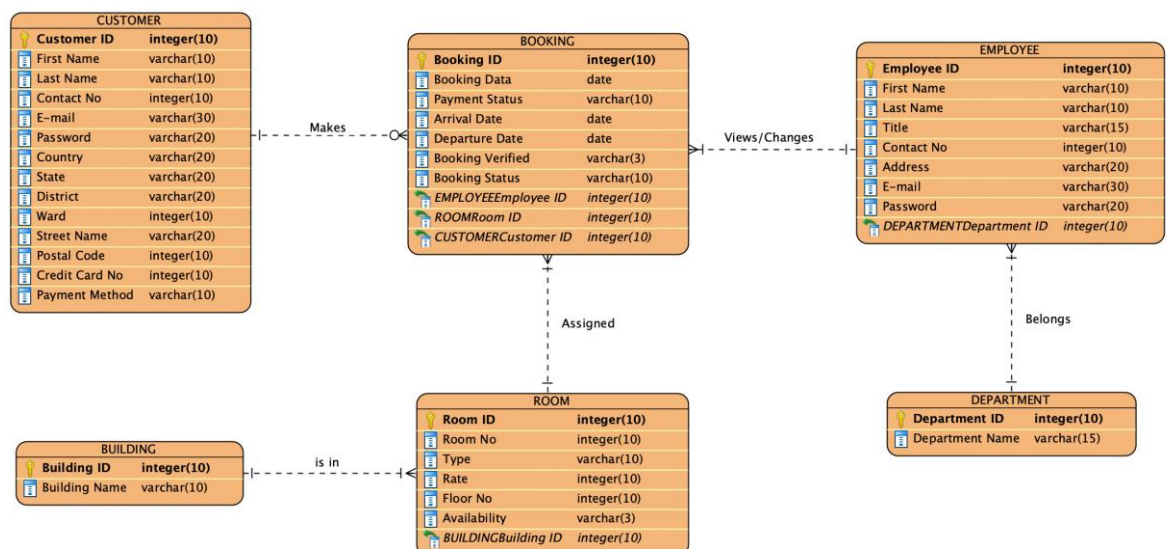 CUSTOMER
Customer ID integer(10)
First Name varchar(10)
Last Name varchar(10)
Contact No integer(10)
E-mail varchar(30)
Password varchar(20)
Country varchar(20)
State varchar(20)
District varchar(20)
Ward integer(10)
Street Name varchar(20)
Postal Code integer(10)
Credit Card No integer(10)
Payment Method varchar(10)
Makes
BOOKING
Booking ID integer(10)
Booking Data date
Payment Status varchar(10)
Arrival Date date
Departure Date date
Booking Verified varchar(3)
Booking Status varchar(10)
EMPLOYEEEmployee ID integer(10)
ROOMRoom ID integer(10)
CUSTOMERCustomer ID integer(10)
Views/Changes
EMPLOYEE
Employee ID integer(10)
First Name varchar(10)
Last Name varchar(10)
Title varchar(15)
Contact No integer(10)
Address varchar(20)
E-mail varchar(30)
Password varchar(20)
DEPARTMENTDepartment ID integer(10)
Assigned
Belongs
BUILDING
Building ID integer(10)
Building Name varchar(10)
is in
ROOM
Room ID integer(10)
Room No integer(10)
Type varchar(10)
Rate integer(10)
Floor No integer(10)
Availability varchar(3)
BUILDINGBuilding ID integer(10)
DEPARTMENT
Department ID integer(10)
Department Name varchar(15)